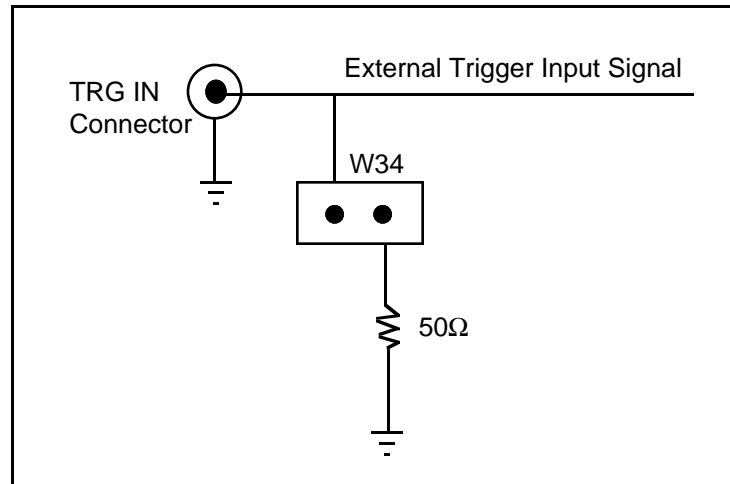 External Trigger Input Signal
TRG IN
Connector
W34
50Ω